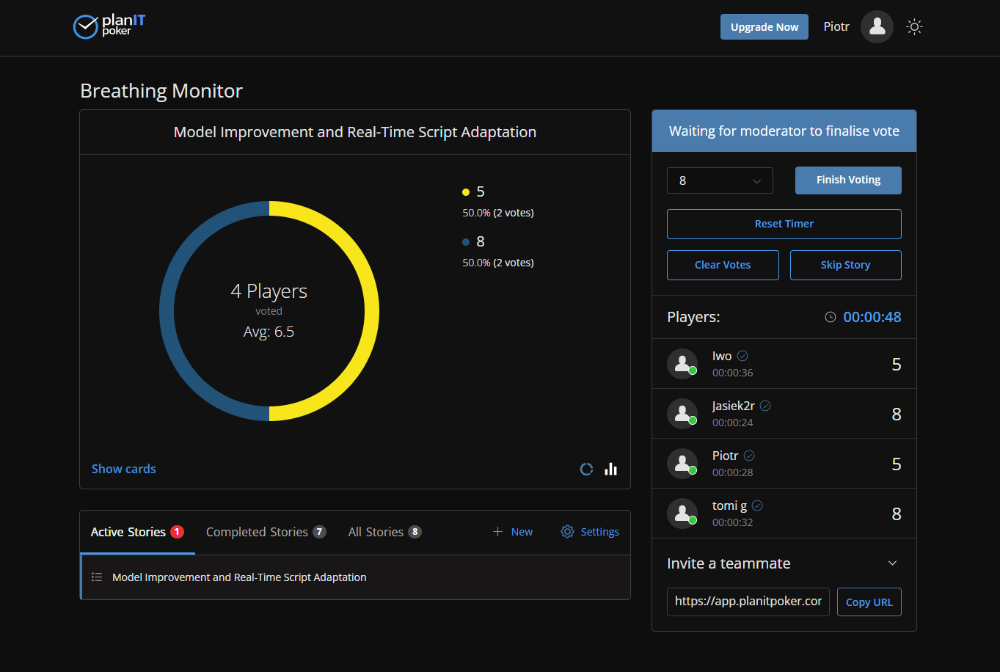 planIT
poker
Upgrade Now
Piotr
Breathing Monitor
Model Improvement and Real-Time Script Adaptation
5
50.0% (2 votes)
8
50.0% (2 votes)
4 Players
voted
Avg: 6.5
Show cards
Active Stories 1
Completed Stories 7
All Stories 8
New
Settings
Model Improvement and Real-Time Script Adaptation
Waiting for moderator to finalise vote
8
Finish Voting
Reset Timer
Clear Votes
Skip Story
Players:
00:00:48
Iwo
00:00:36
5
Jasiek2r
00:00:24
8
Piotr
00:00:28
5
tomi g
00:00:32
8
Invite a teammate
https://app.planitpoker.cor
Copy URL